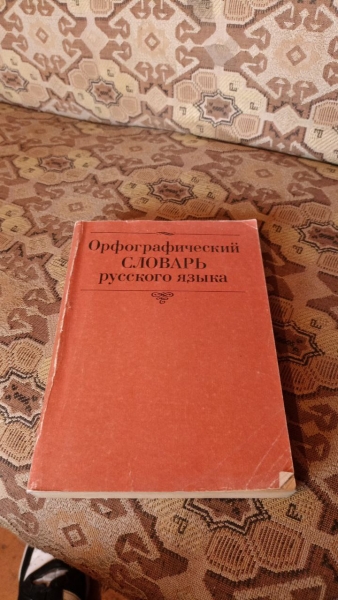 Орфографический
СЛОВАРЬ
русского языка